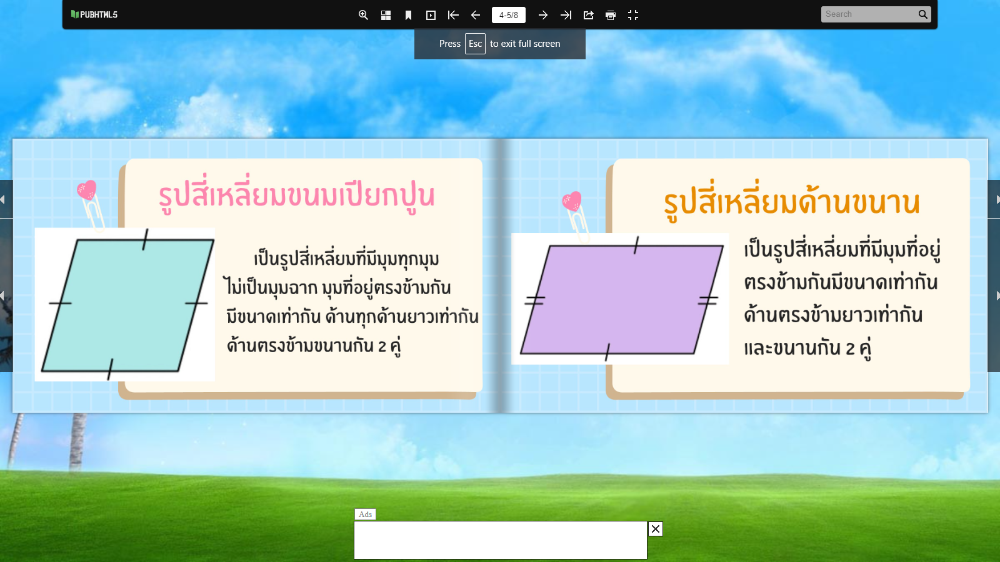 PUBHTML5
4-5/8
Search
Press Esc to exit full screen
รูปสี่เหลี่ยมขนมเปียกปูน
เป็นรูปสี่เหลี่ยมที่มีมุมทุกมุม
ไม่เป็นมุมฉาก มุมที่อยู่ตรงข้ามกัน
มีขนาดเท่ากัน ด้านทุกด้านยาวเท่ากัน
ด้านตรงข้ามขนานกัน 2 คู่
รูปสี่เหลี่ยมด้านขนาน
เป็นรูปสี่เหลี่ยมที่มีมุมที่อยู่
ตรงข้ามกันมีขนาดเท่ากัน
ด้านตรงข้ามยาวเท่ากัน
และขนานกัน 2 คู่
Ads